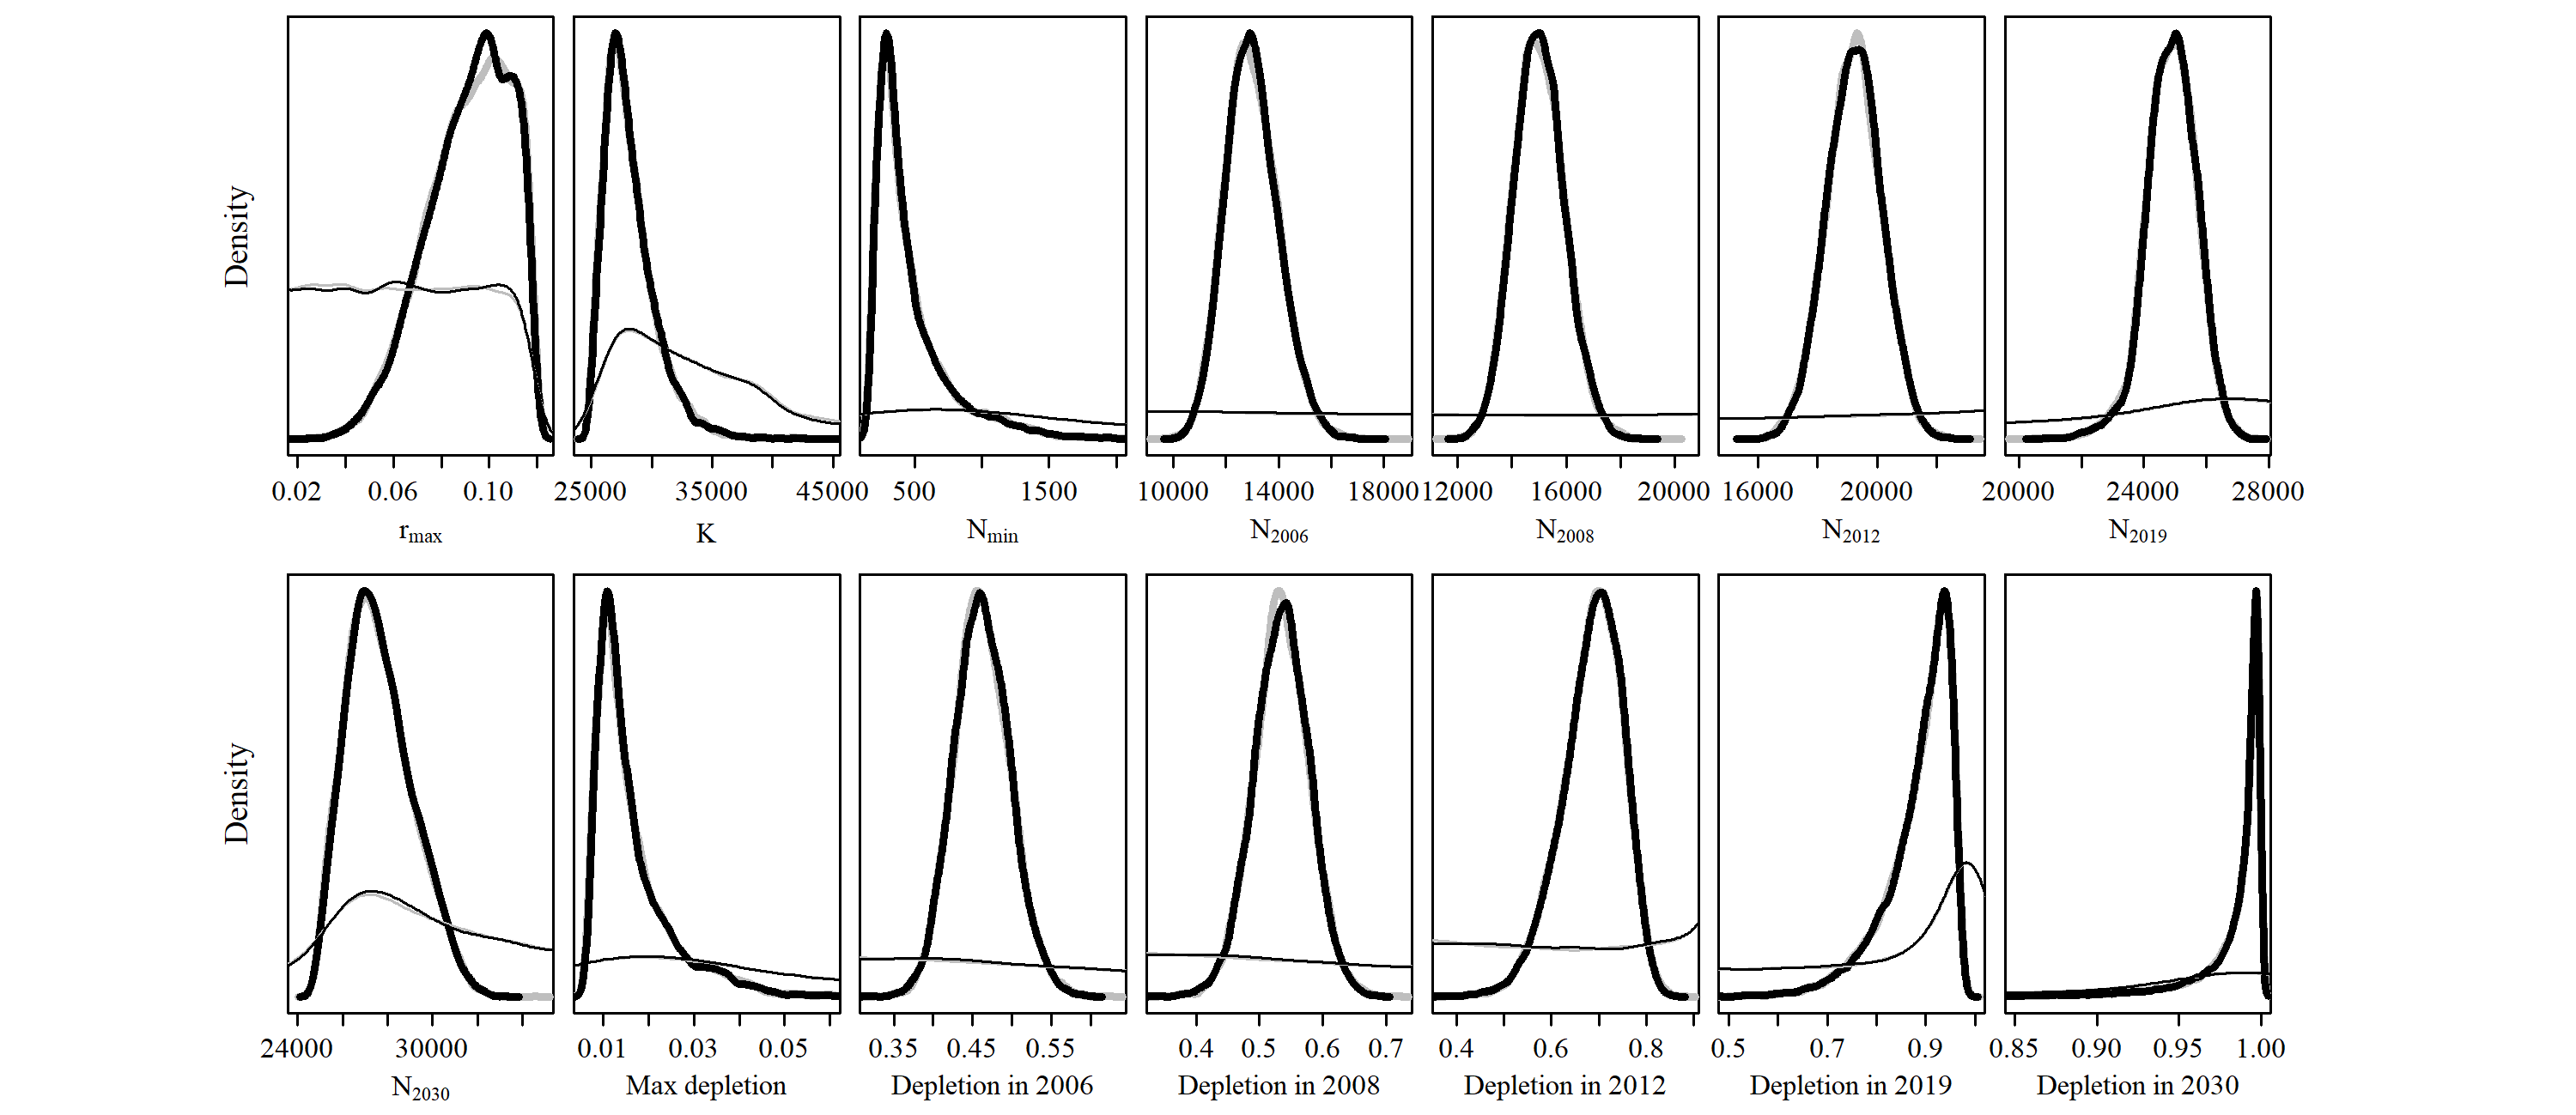 Density
0.02 0.06 0.10
r_max
25000 35000 45000
K
500 1500
N_min
10000 14000 18000
N_2006
12000 16000 20000
N_2008
16000 20000
N_2012
20000 24000 28000
N_2019
Density
24000 30000
N_2030
0.01 0.03 0.05
Max depletion
0.35 0.45 0.55
Depletion in 2006
0.4 0.5 0.6 0.7
Depletion in 2008
0.4 0.6 0.8
Depletion in 2012
0.5 0.7 0.9
Depletion in 2019
0.85 0.90 0.95 1.00
Depletion in 2030